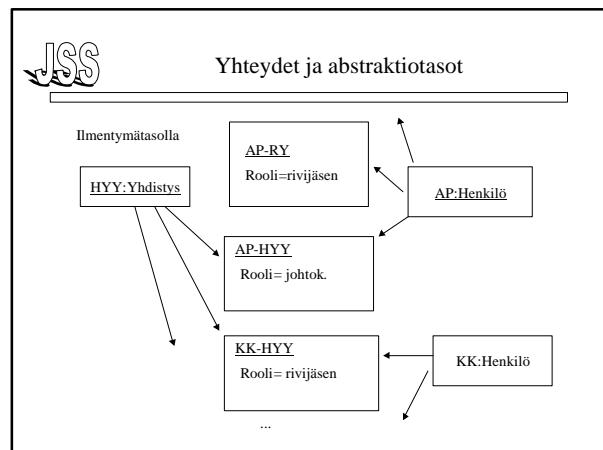 JSS
Yhteydet ja abstraktiotasot
Ilmentymätasolla
HYY:Yhdistys
AP-RY
Rooli=rivijäsen
AP:Henkilö
AP-HYY
Rooli= johtok.
KK-HYY
Rooli= rivijäsen
KK:Henkilö
...